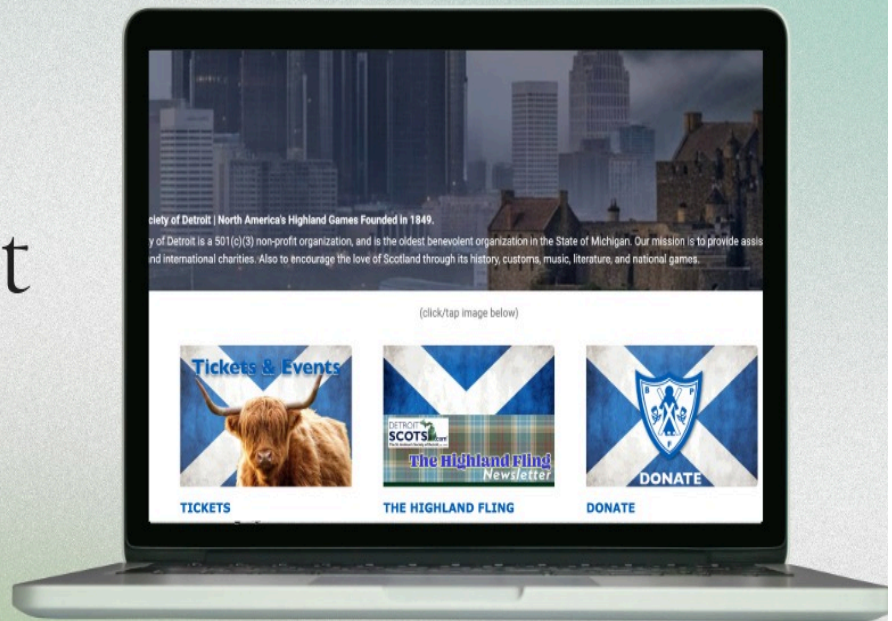 t
ciety of Detroit | North America's Highland Games Founded in 1849.
y of Detroit is a 501(c)(3) non-profit organization, and is the oldest benevolent organization in the State of Michigan. Our mission is to provide assis
nd international charities. Also to encourage the love of Scotland through its history, customs, music, literature, and national games.
(click/tap image below)
Tickets & Events
DETROIT
SCOTS.com
The Highland Fling
Newsletter
B P
F
DONATE
TICKETS
THE HIGHLAND FLING
DONATE